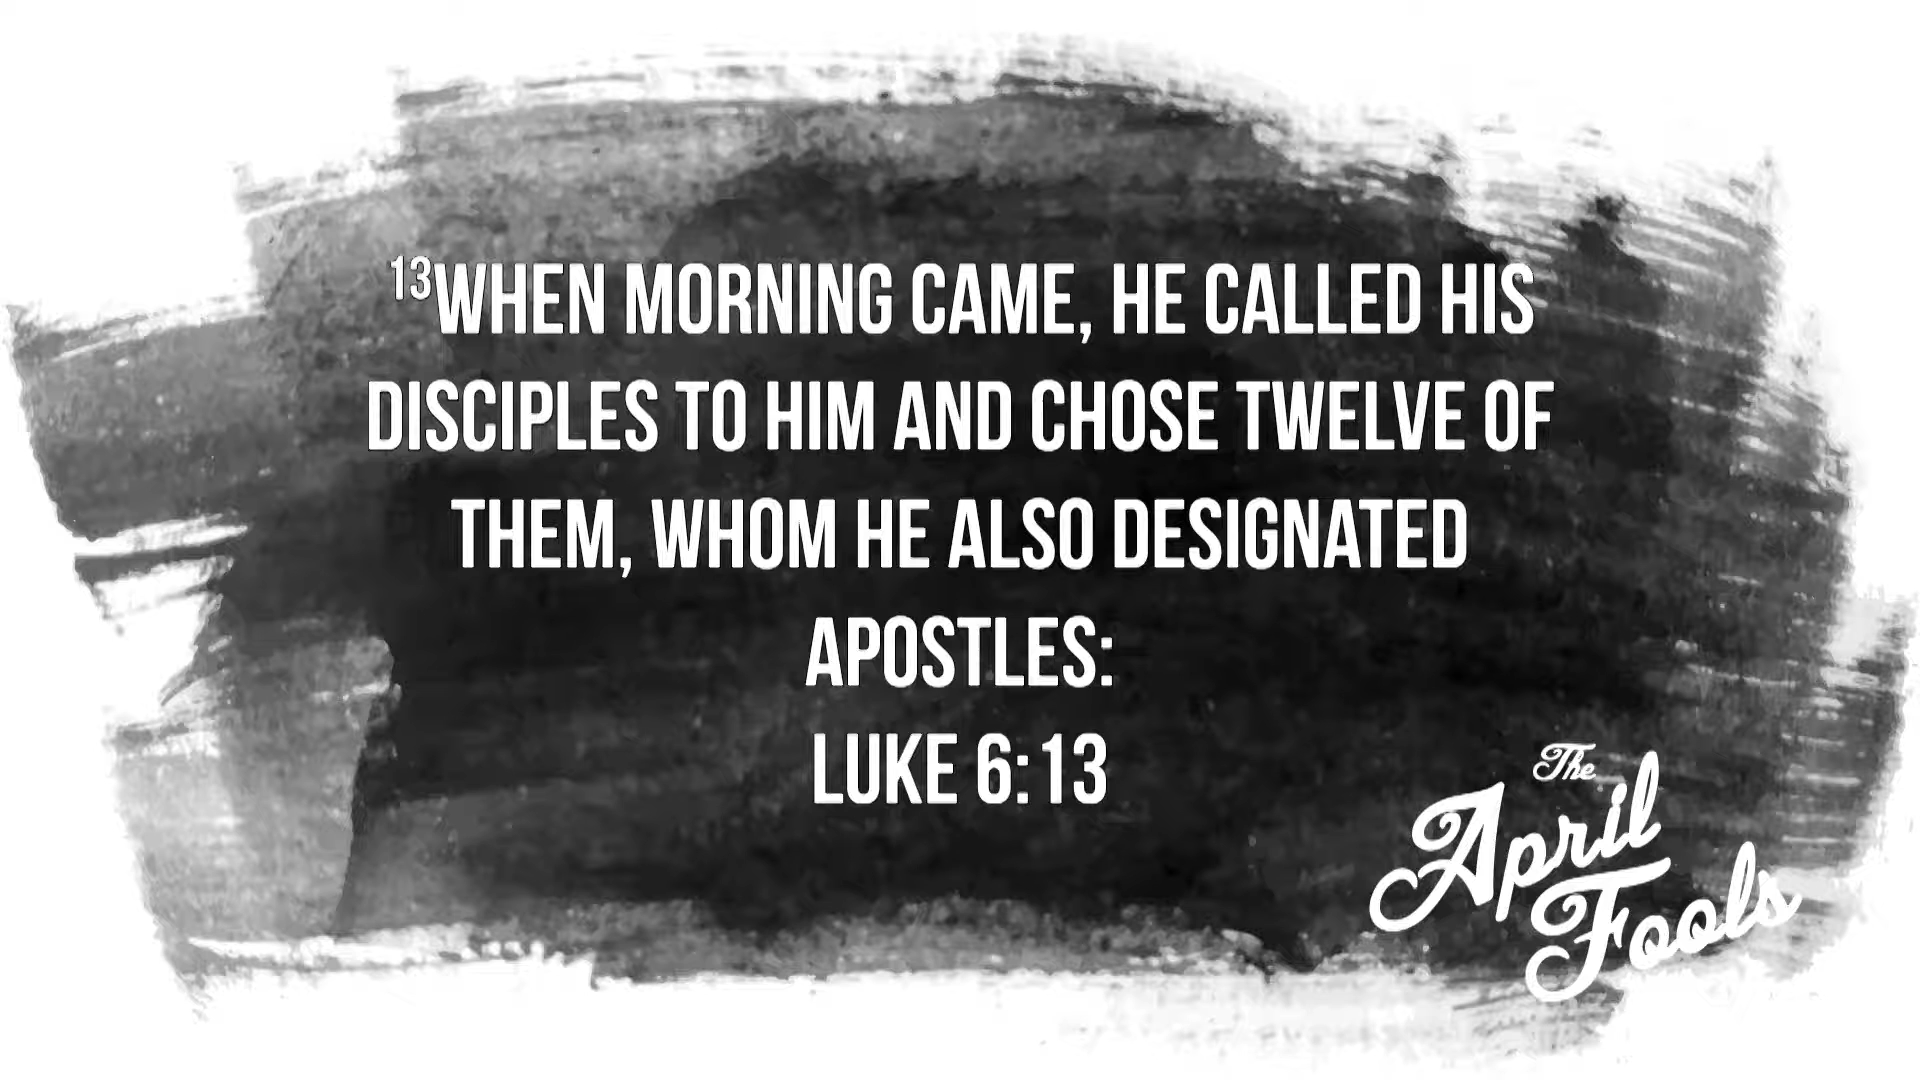 13WHEN MORNING CAME, HE CALLED HIS
DISCIPLES TO HIM AND CHOSE TWELVE OF
THEM, WHOM HE ALSO DESIGNATED
APOSTLES:
LUKE 6:13
The
April
Fools